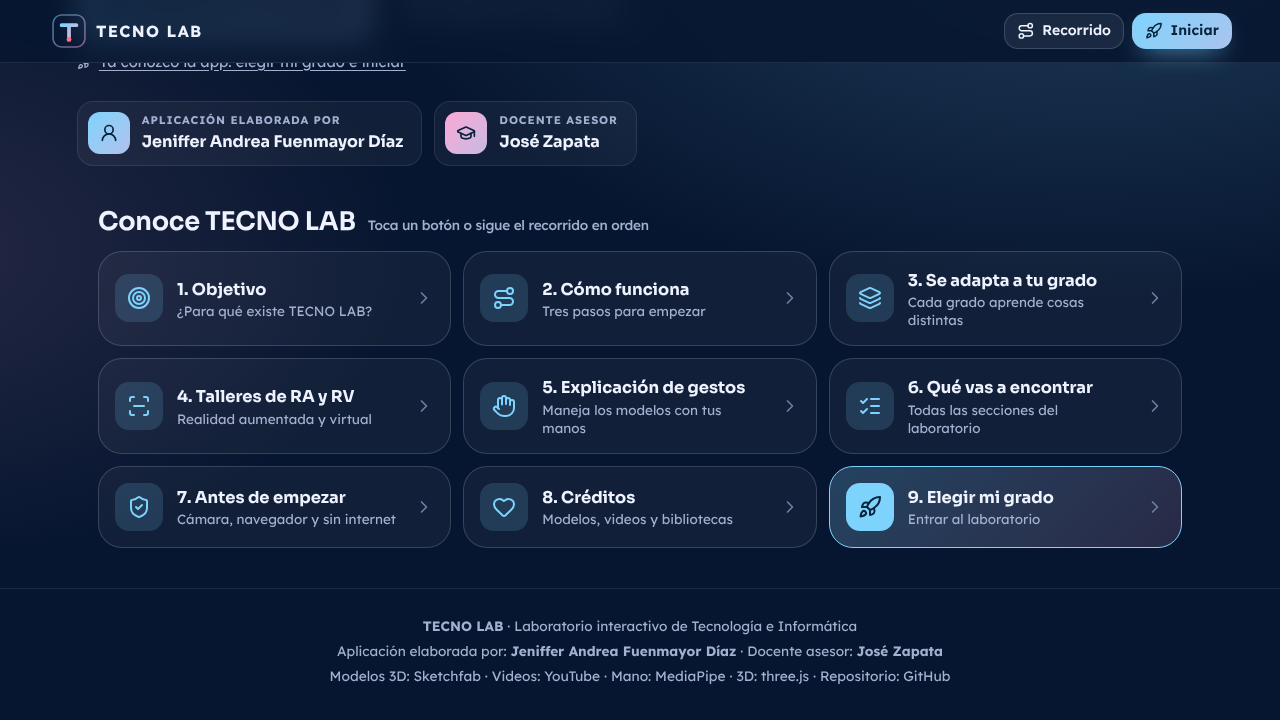 TECNO LAB
Recorrido
Iniciar
Ya conozco la app: elegir mi grado e iniciar
APLICACIÓN ELABORADA POR
Jeniffer Andrea Fuenmayor Díaz
DOCENTE ASESOR
José Zapata
Conoce TECNO LAB
Toca un botón o sigue el recorrido en orden
1. Objetivo
¿Para qué existe TECNO LAB?
2. Cómo funciona
Tres pasos para empezar
3. Se adapta a tu grado
Cada grado aprende cosas
distintas
4. Talleres de RA y RV
Realidad aumentada y virtual
5. Explicación de gestos
Maneja los modelos con tus
manos
6. Qué vas a encontrar
Todas las secciones del
laboratorio
7. Antes de empezar
Cámara, navegador y sin internet
8. Créditos
Modelos, videos y bibliotecas
9. Elegir mi grado
Entrar al laboratorio
TECNO LAB · Laboratorio interactivo de Tecnología e Informática
Aplicación elaborada por: Jeniffer Andrea Fuenmayor Díaz · Docente asesor: José Zapata
Modelos 3D: Sketchfab · Videos: YouTube · Mano: MediaPipe · 3D: three.js · Repositorio: GitHub